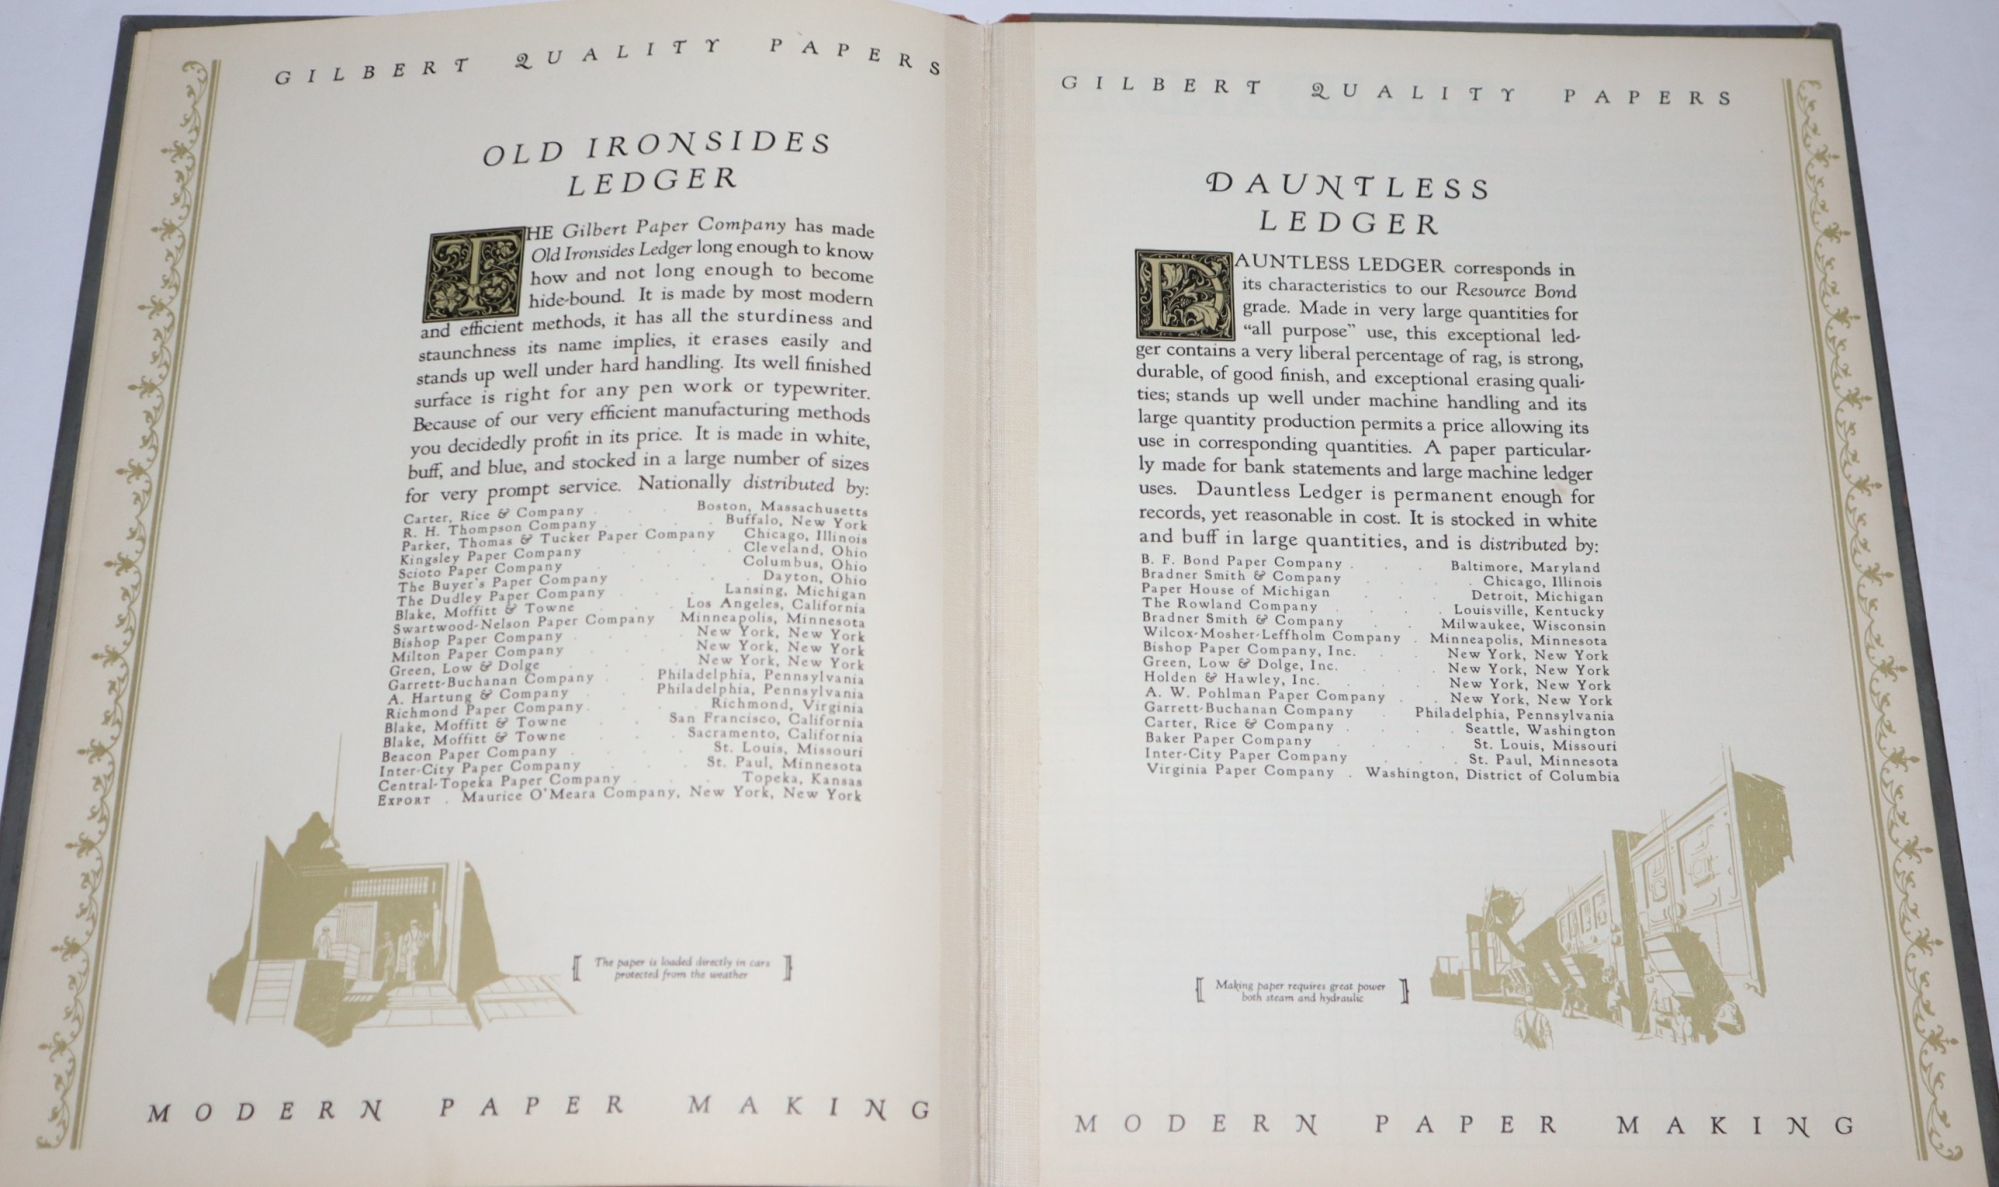 GILBERT QUALITY PAPERS
OLD IRONSIDES
LEDGER
THE Gilbert Paper Company has made
Old Ironsides Ledger long enough to know
how and not long enough to become
hide-bound. It is made by most modern
and efficient methods, it has all the sturdiness and
staunchness its name implies, it erases easily and
stands up well under hard handling. Its well finished
surface is right for any pen work or typewriter.
Because of our very efficient manufacturing methods
you decidedly profit in its price. It is made in white,
buff, and blue, and stocked in a large number of sizes
for very prompt service. Nationally distributed by:
Carter, Rice & Company . . . Boston, Massachusetts
R. H. Thompson Company . . . Buffalo, New York
Parker, Thomas & Tucker Paper Company Chicago, Illinois
Kingsley Paper Company . . . . Cleveland, Ohio
Scioto Paper Company . . . . Columbus, Ohio
The Buyer's Paper Company . . . . Dayton, Ohio
The Dudley Paper Company . . . Lansing, Michigan
Blake, Moffitt & Towne . . . Los Angeles, California
Swartwood-Nelson Paper Company Minneapolis, Minnesota
Bishop Paper Company . . . . New York, New York
Milton Paper Company . . . . New York, New York
Green, Low & Dolge . . . . New York, New York
Garrett-Buchanan Company . . Philadelphia, Pennsylvania
A. Hartung & Company . . . Philadelphia, Pennsylvania
Richmond Paper Company . . . . Richmond, Virginia
Blake, Moffitt & Towne . . . San Francisco, California
Blake, Moffitt & Towne . . . Sacramento, California
Beacon Paper Company . . . . St. Louis, Missouri
Inter-City Paper Company . . . St. Paul, Minnesota
Central-Topeka Paper Company . . . Topeka, Kansas
EXPORT . Maurice O'Meara Company, New York, New York
The paper is loaded directly in cars
protected from the weather
MODERN PAPER MAKING
GILBERT QUALITY PAPERS
DAUNTLESS
LEDGER
DAUNTLESS LEDGER corresponds in
its characteristics to our Resource Bond
grade. Made in very large quantities for
“all purpose” use, this exceptional led-
ger contains a very liberal percentage of rag, is strong,
durable, of good finish, and exceptional erasing quali-
ties; stands up well under machine handling and its
large quantity production permits a price allowing its
use in corresponding quantities. A paper particular-
ly made for bank statements and large machine ledger
uses. Dauntless Ledger is permanent enough for
records, yet reasonable in cost. It is stocked in white
and buff in large quantities, and is distributed by:
B. F. Bond Paper Company . . . Baltimore, Maryland
Bradner Smith & Company . . . . Chicago, Illinois
Paper House of Michigan . . . . Detroit, Michigan
The Rowland Company . . . . Louisville, Kentucky
Bradner Smith & Company . . Milwaukee, Wisconsin
Wilcox-Mosher-Leffholm Company . Minneapolis, Minnesota
Bishop Paper Company, Inc. . . . New York, New York
Green, Low & Dolge, Inc. . . . . New York, New York
Holden & Hawley, Inc. . . . . New York, New York
A. W. Pohlman Paper Company . . New York, New York
Garrett-Buchanan Company . Philadelphia, Pennsylvania
Carter, Rice & Company . . . . Seattle, Washington
Baker Paper Company . . . . St. Louis, Missouri
Inter-City Paper Company . . . . St. Paul, Minnesota
Virginia Paper Company . Washington, District of Columbia
Making paper requires great power
both steam and hydraulic
MODERN PAPER MAKING